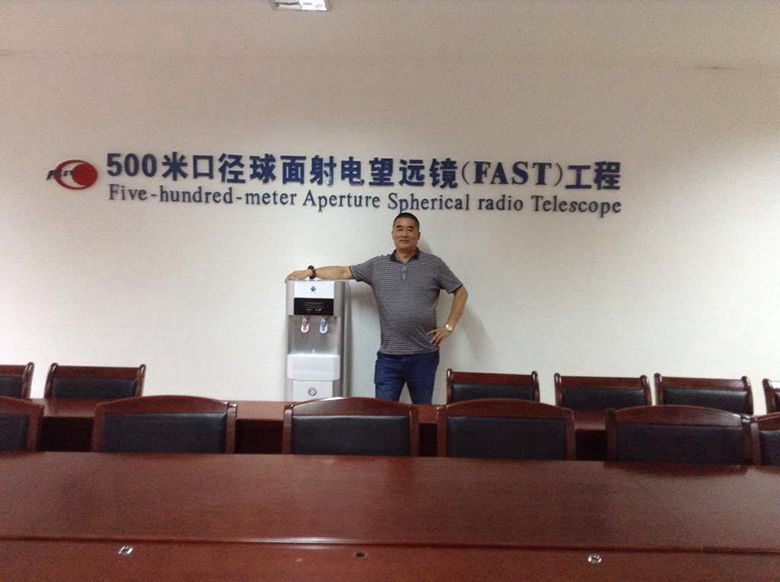 500米口径球面射电望远镜(FAST)工程
Five-hundred-meter Aperture Spherical radio Telescope